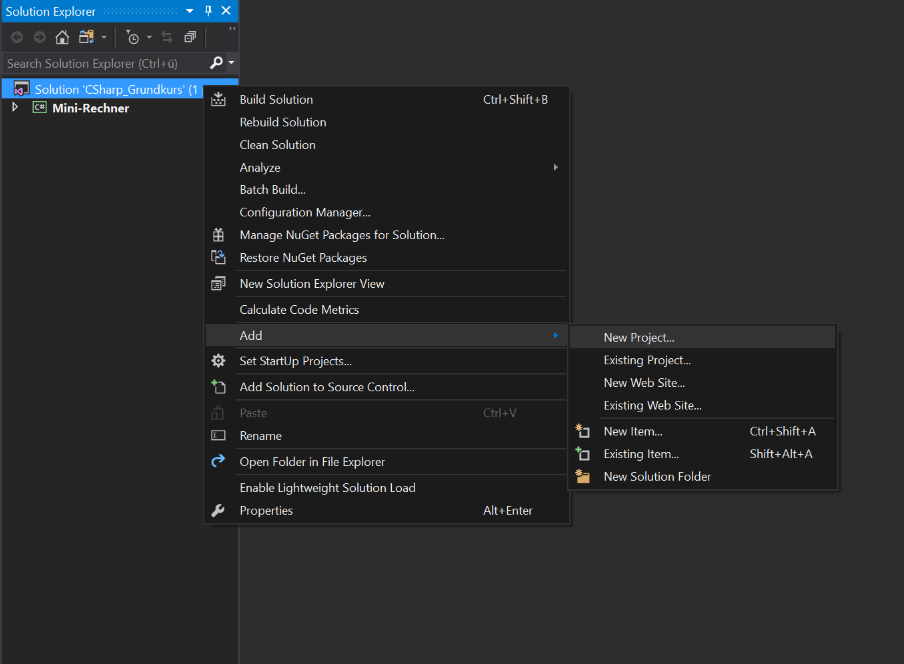 Solution Explorer
Search Solution Explorer (Ctrl+ü)
Solution 'CSharp_Grundkurs' (1
C# Mini-Rechner
Build Solution Ctrl+Shift+B
Rebuild Solution
Clean Solution
Analyze
Batch Build...
Configuration Manager...
Manage NuGet Packages for Solution...
Restore NuGet Packages
New Solution Explorer View
Calculate Code Metrics
Add
Set StartUp Projects...
Add Solution to Source Control...
Paste Ctrl+V
Rename
Open Folder in File Explorer
Enable Lightweight Solution Load
Properties Alt+Enter
New Project...
Existing Project...
New Web Site...
Existing Web Site...
New Item... Ctrl+Shift+A
Existing Item... Shift+Alt+A
New Solution Folder